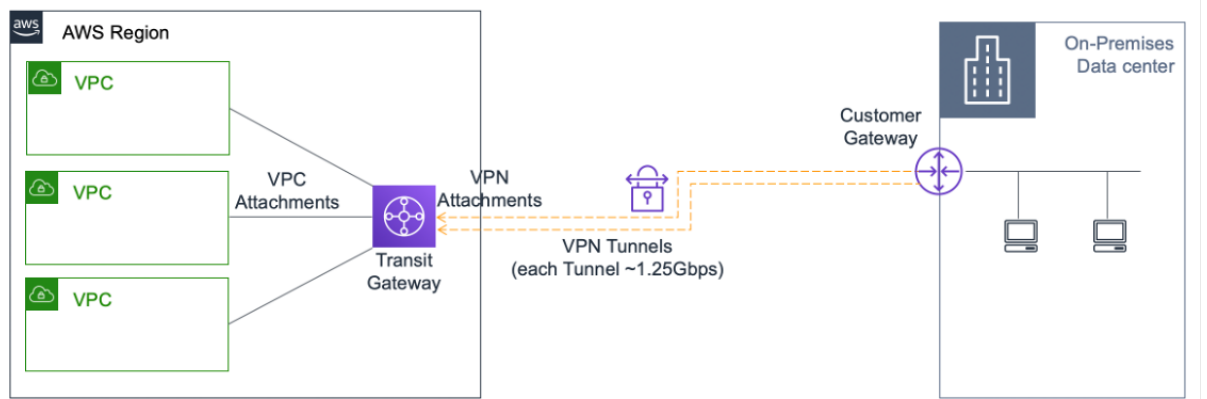 aws
AWS Region
VPC
VPC
VPC
VPC
Attachments
Transit
Gateway
VPN
Attachments
VPN Tunnels
(each Tunnel ~1.25Gbps)
Customer
Gateway
On-Premises
Data center